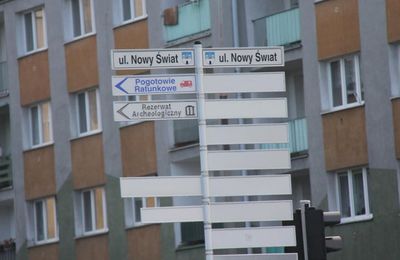 ul. Nowy Świat
ul. Nowy Świat
Pogotowie
Ratunkowe
Rezerwat
Archeologiczny